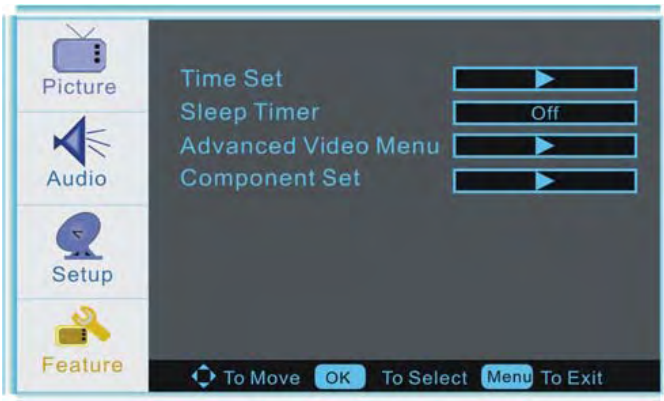 Picture
Audio
Setup
Feature
Time Set
Sleep Timer Off
Advanced Video Menu
Component Set
To Move OK To Select Menu To Exit